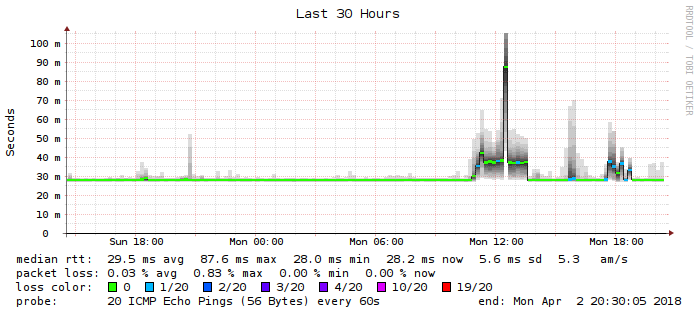 Last 30 Hours
RRDTOOL / TOBI OETIKER
Seconds
100 m
90 m
80 m
70 m
60 m
50 m
40 m
30 m
20 m
10 m
0
Sun 18:00 Mon 00:00 Mon 06:00 Mon 12:00 Mon 18:00
median rtt: 29.5 ms avg 87.6 ms max 28.0 ms min 28.2 ms now 5.6 ms sd 5.3 am/s
packet loss: 0.03 % avg 0.83 % max 0.00 % min 0.00 % now
loss color: 0 1/20 2/20 3/20 4/20 10/20 19/20
probe: 20 ICMP Echo Pings (56 Bytes) every 60s end: Mon Apr 2 20:30:05 2018